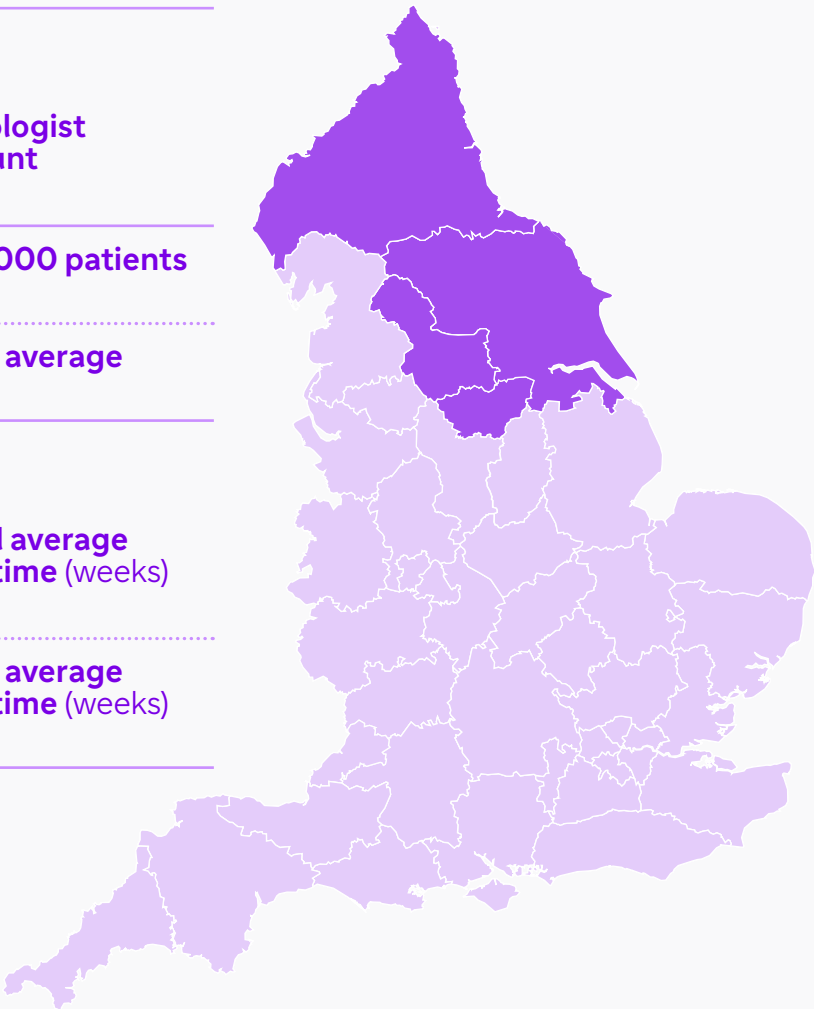 ologist
unt
000 patients
average
average
time (weeks)
average
time (weeks)